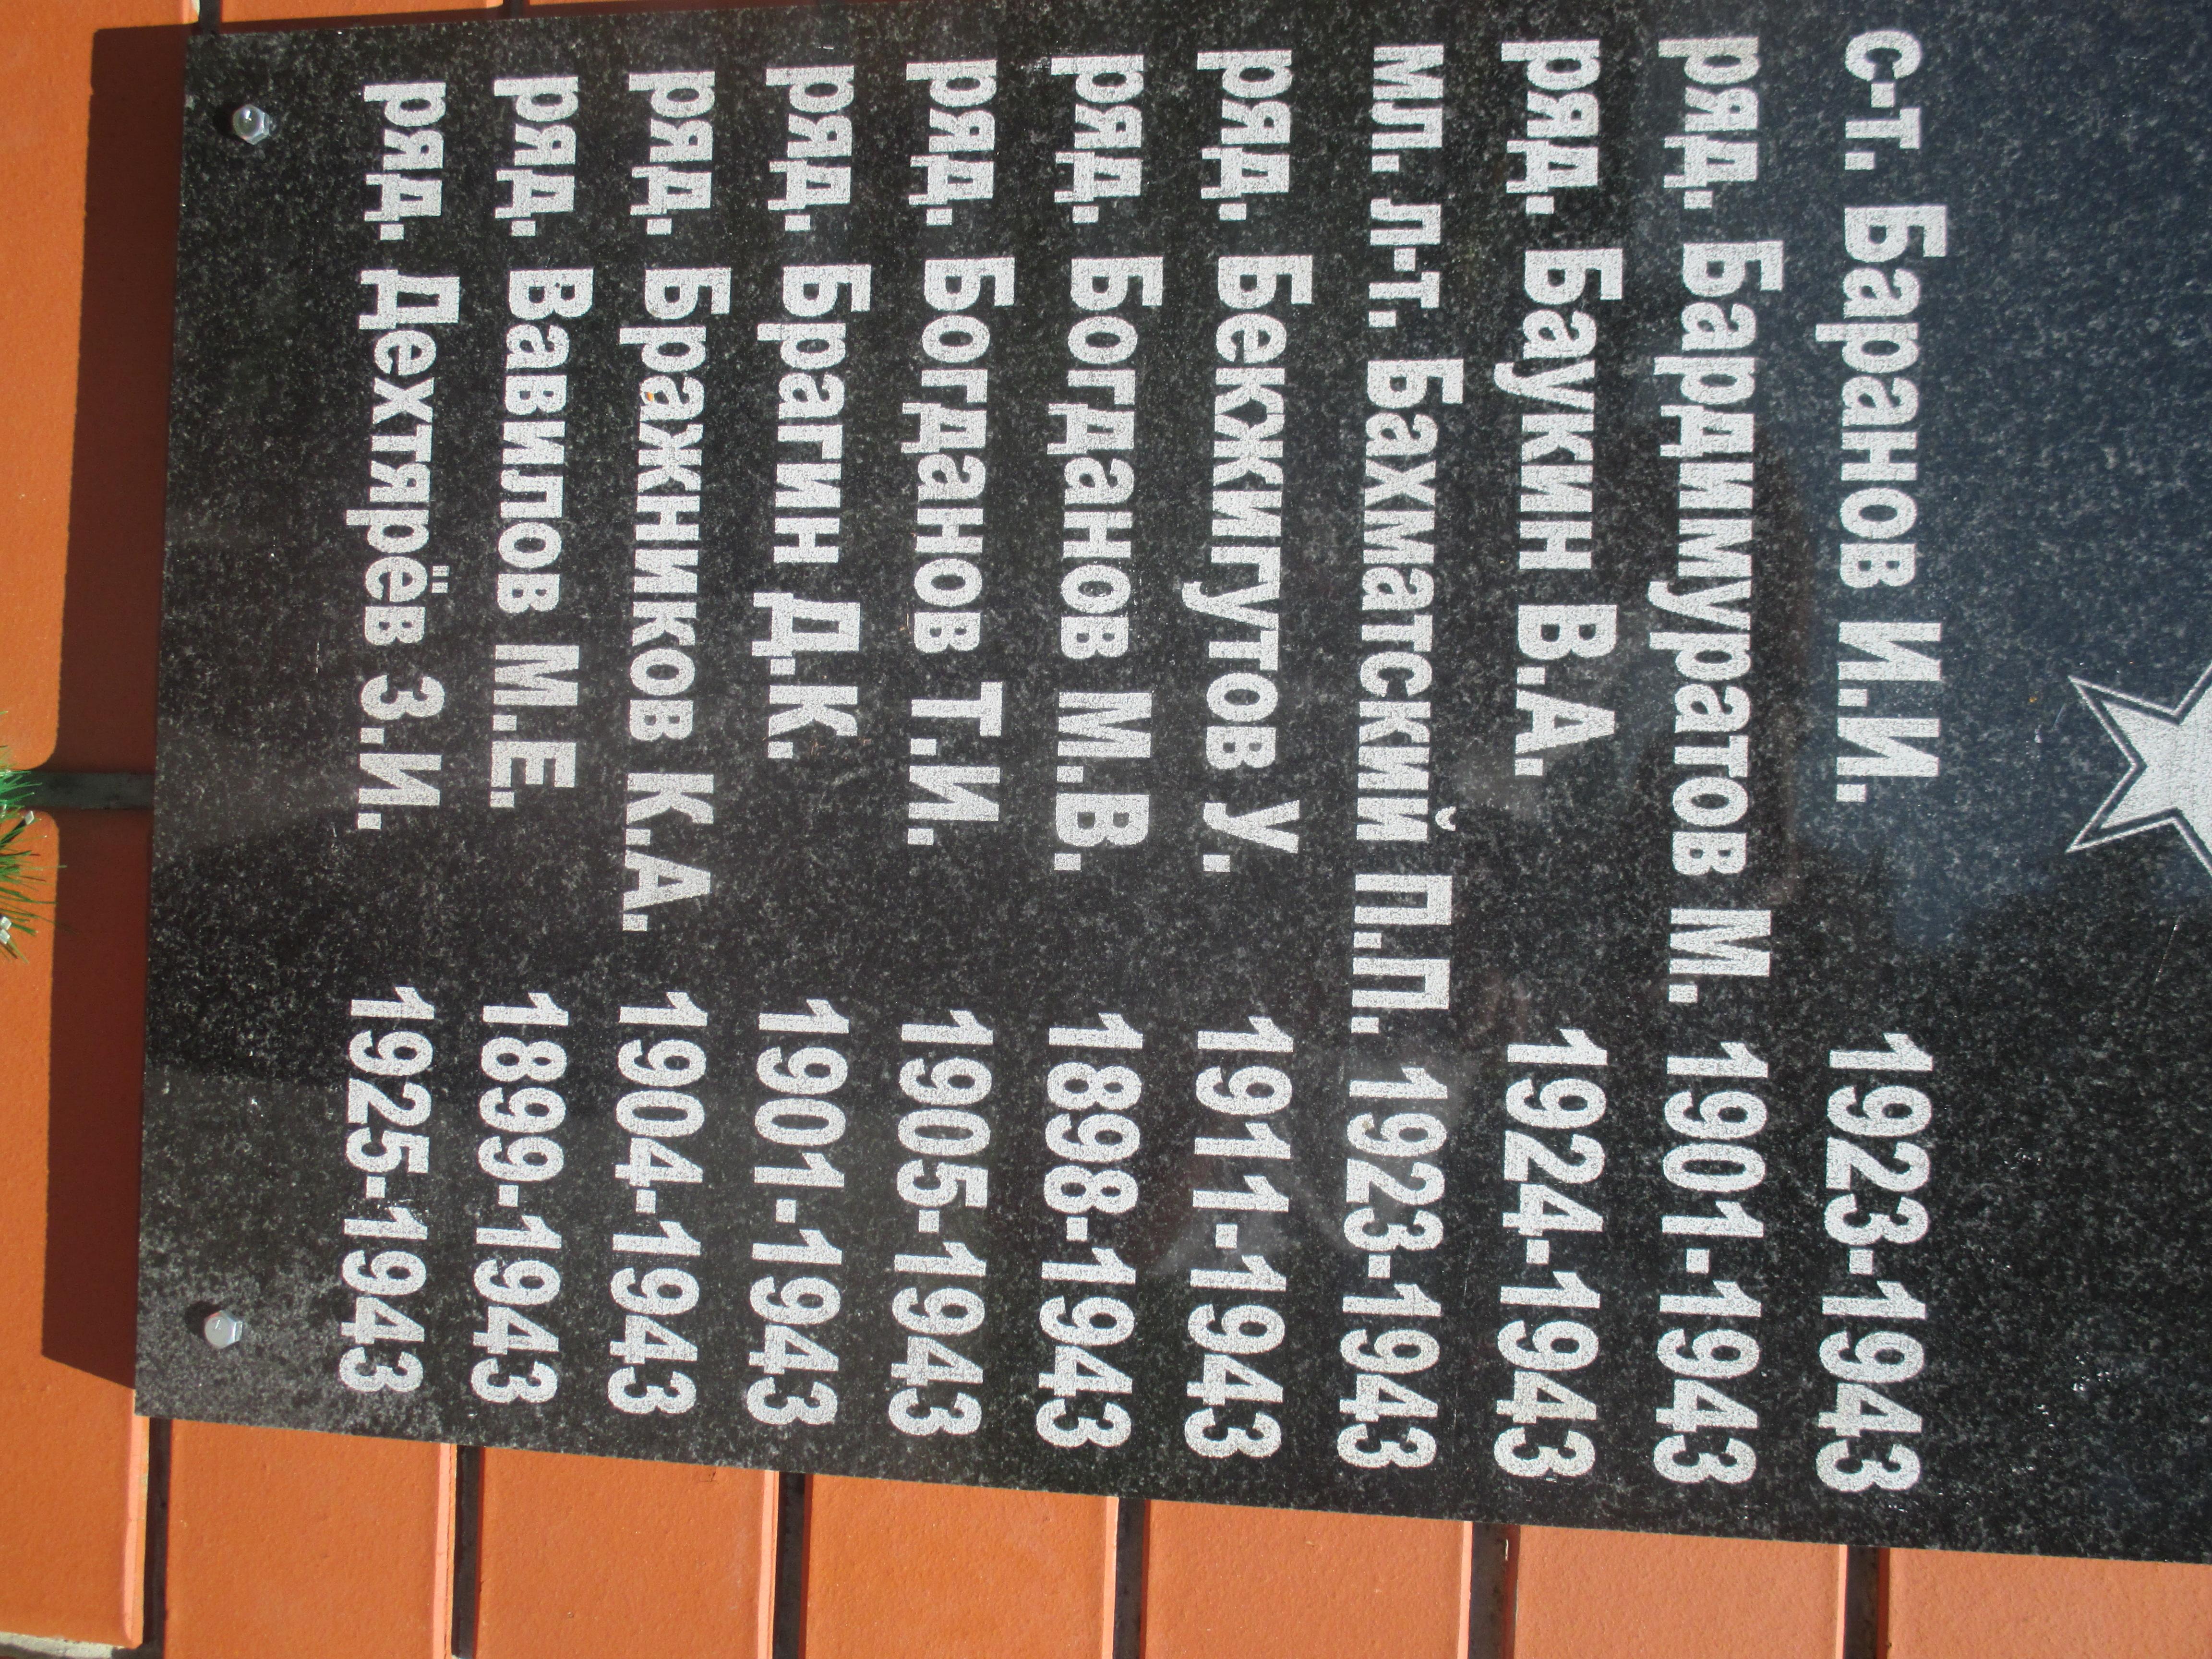 с-т. Баранов И.И. 1923-1943
ряд. Бардимуратов М. 1901-1943
ряд. Баукин В.А. 1924-1943
мл. л-т. Бахматский П.П. 1923-1943
ряд. Бекжигутов У. 1911-1943
ряд. Богданов М.В. 1898-1943
ряд. Богданов Т.И. 1905-1943
ряд. Брагин Д.К. 1901-1943
ряд. Бражников К.А. 1904-1943
ряд. Вавилов М.Е. 1899-1943
ряд. Дехтярёв З.И. 1925-1943